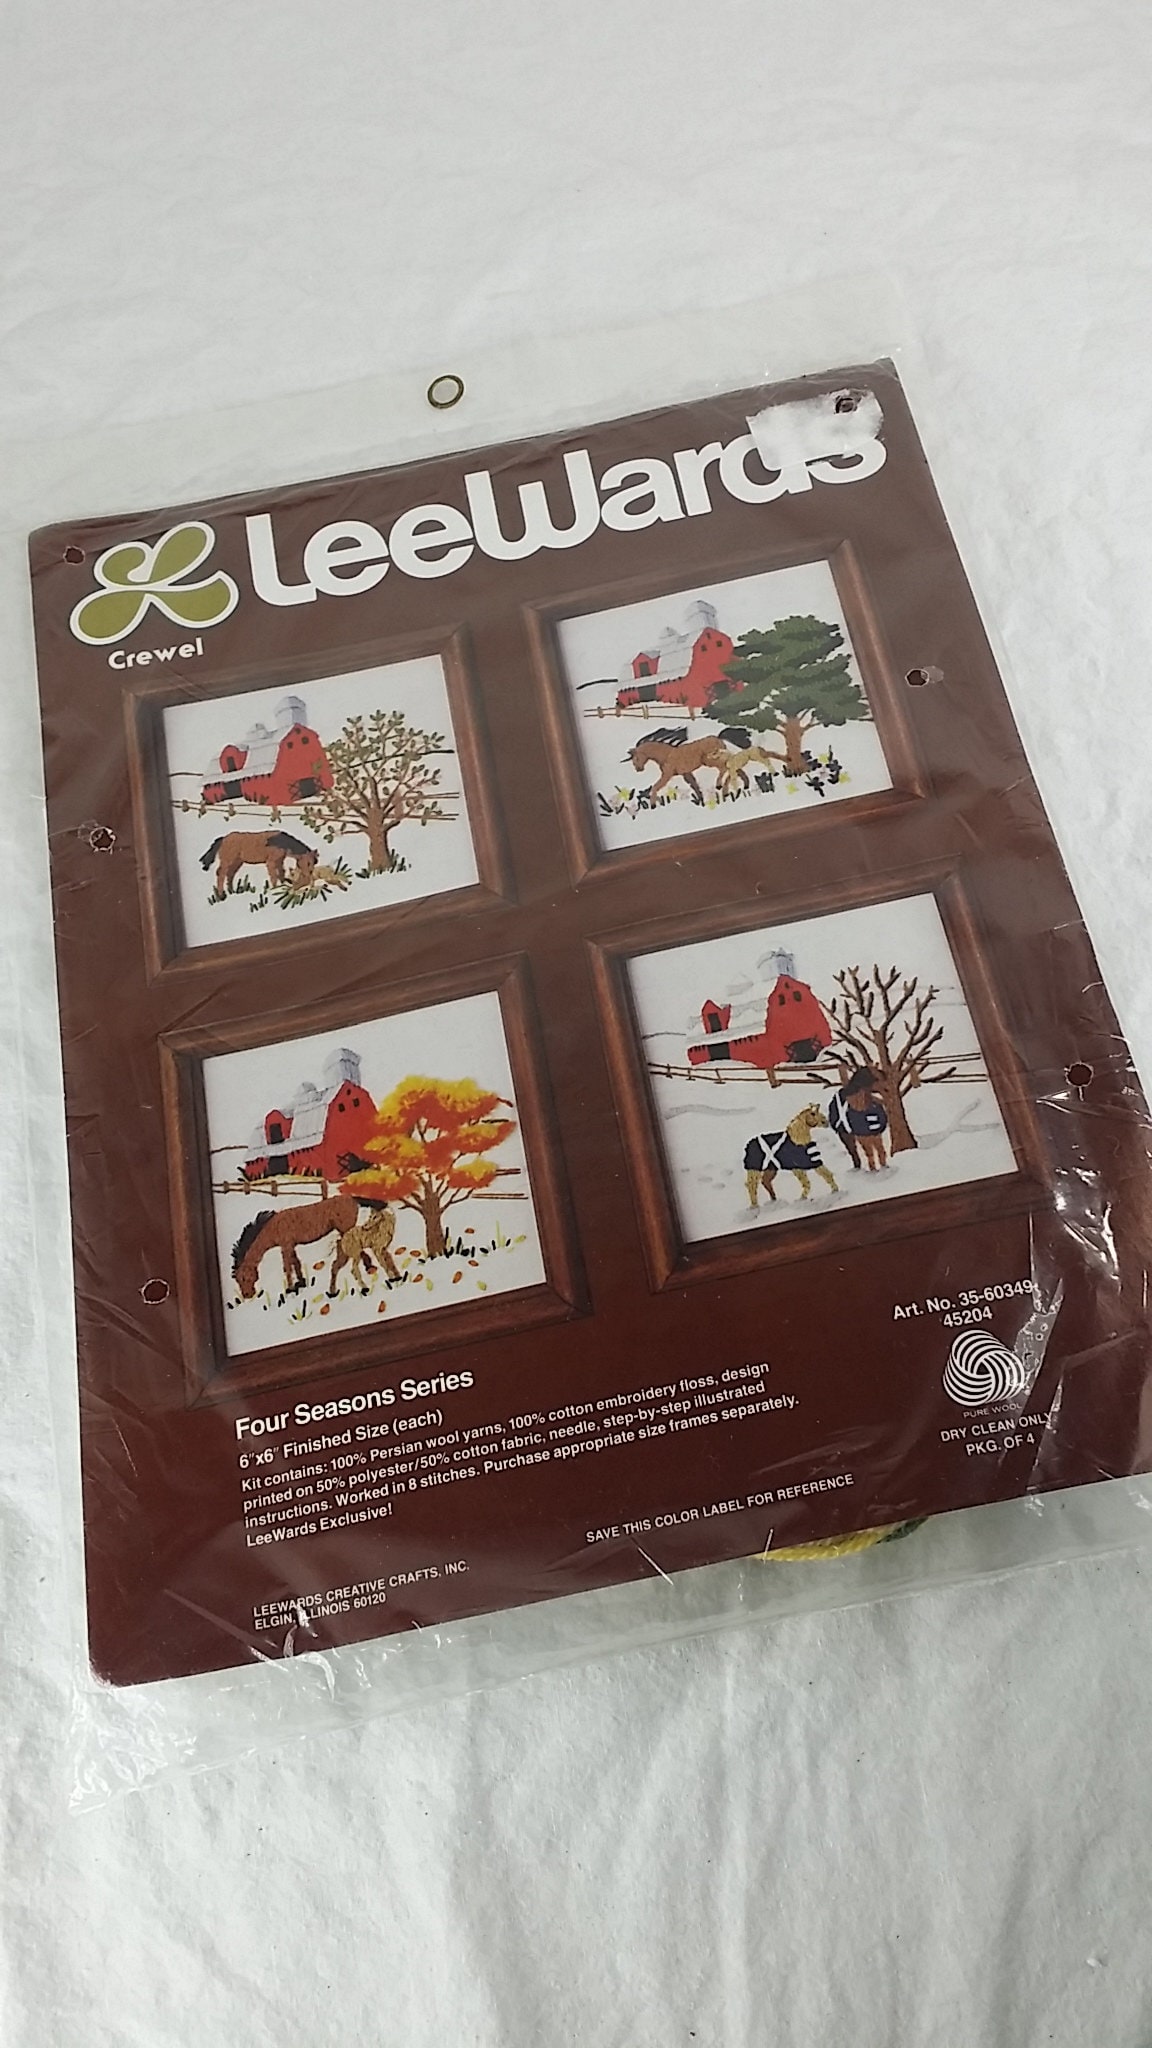 LeeWards
Crewel
Art. No. 35-60349
45204
PURE WOOL
DRY CLEAN ONLY
PKG. OF 4
Four Seasons Series
6"x6" Finished Size (each)
Kit contains: 100% Persian wool yarns, 100% cotton embroidery floss, design
printed on 50% polyester/50% cotton fabric, needle, step-by-step illustrated
instructions. Worked in 8 stitches. Purchase appropriate size frames separately.
LeeWards Exclusive!
SAVE THIS COLOR LABEL FOR REFERENCE
LEEWARDS CREATIVE CRAFTS, INC.
ELGIN, ILLINOIS 60120